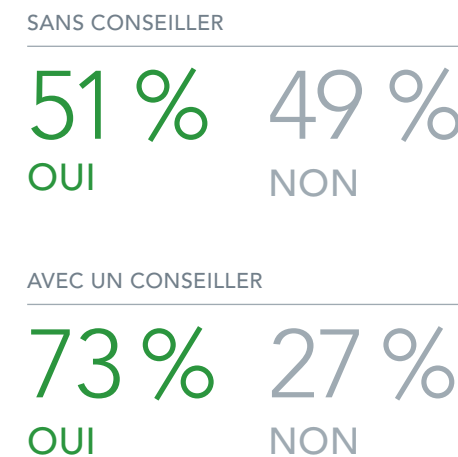 SANS CONSEILLER
51 % 49 %
OUI NON
AVEC UN CONSEILLER
73 % 27 %
OUI NON